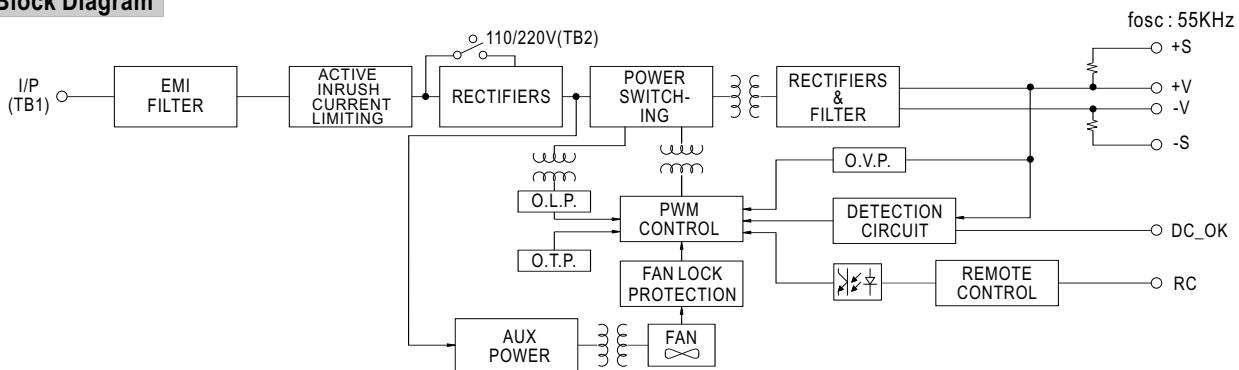 Block Diagram
fosc : 55KHz
I/P
(TB1)
EMI
FILTER
ACTIVE
INRUSH
CURRENT
LIMITING
110/220V(TB2)
RECTIFIERS
POWER
SWITCH-
ING
RECTIFIERS
&
FILTER
+S
+V
-V
-S
O.V.P.
O.L.P.
PWM
CONTROL
DETECTION
CIRCUIT
DC_OK
O.T.P.
FAN LOCK
PROTECTION
REMOTE
CONTROL
RC
AUX
POWER
FAN